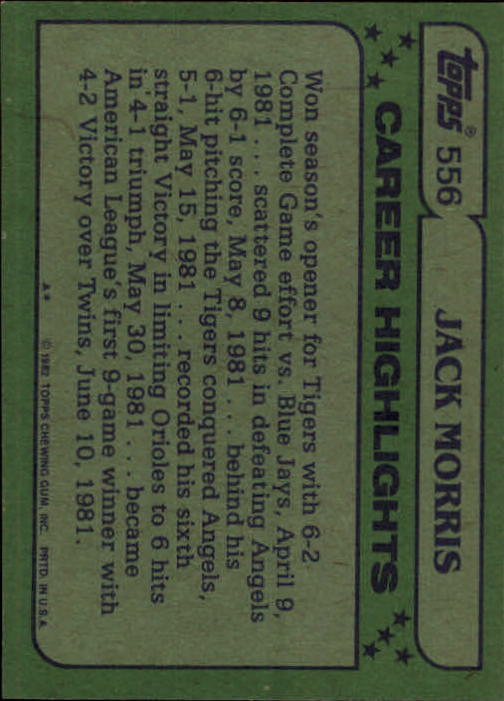 topps® 556 JACK MORRIS
CAREER HIGHLIGHTS
Won season's opener for Tigers with 6-2
Complete Game effort vs. Blue Jays, April 9,
1981 . . . scattered 9 hits in defeating Angels
by 6-1 score, May 8, 1981 . . . behind his
6-hit pitching the Tigers conquered Angels,
5-1, May 15, 1981 . . . recorded his sixth
straight Victory in limiting Orioles to 6 hits
in 4-1 triumph, May 30, 1981 . . . became
American League's first 9-game winner with
4-2 Victory over Twins, June 10, 1981.
A* © 1982 TOPPS CHEWING GUM, INC. PRTD. IN U.S.A.